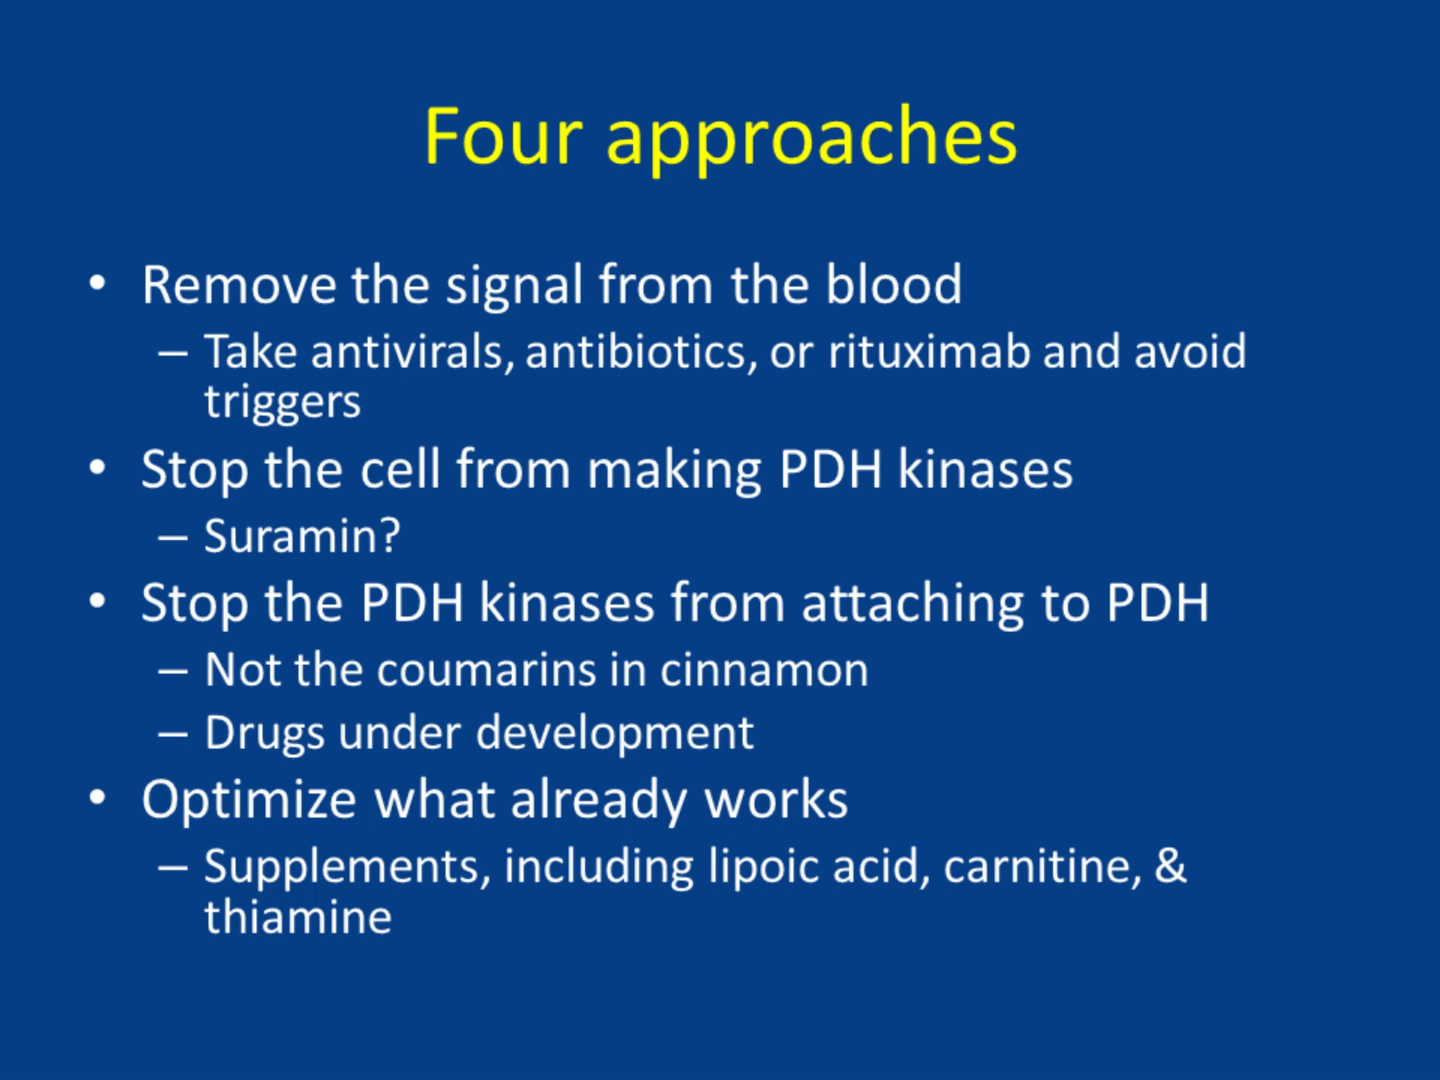 Four approaches
• Remove the signal from the blood
– Take antivirals, antibiotics, or rituximab and avoid
triggers
• Stop the cell from making PDH kinases
– Suramin?
• Stop the PDH kinases from attaching to PDH
– Not the coumarins in cinnamon
– Drugs under development
• Optimize what already works
– Supplements, including lipoic acid, carnitine, &
thiamine